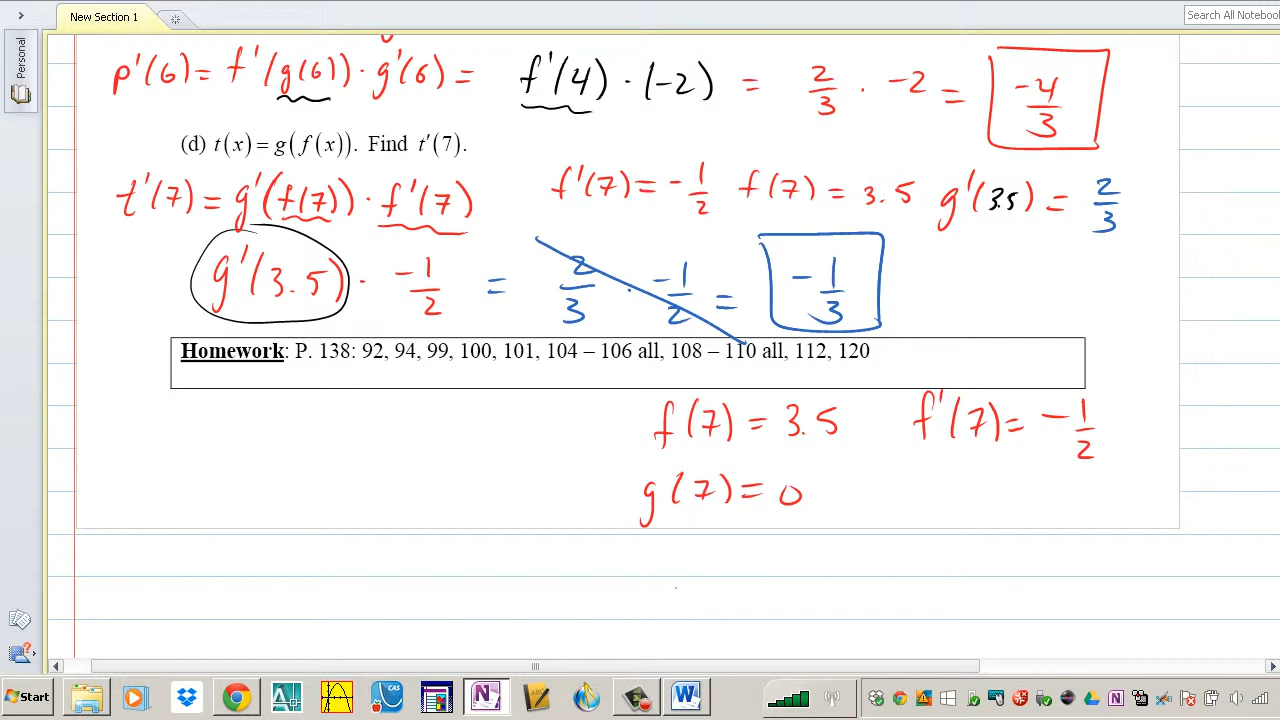 New Section 1
Search All Notebool
Personal
p'(6) = f'(g(6)) · g'(6) = f'(4) · (-2) = 2/3 · -2 = -4/3
(d) t(x) = g(f(x)). Find t'(7).
t'(7) = g'(f(7)) · f'(7) f'(7) = -1/2 f(7) = 3.5 g'(3.5) = 2/3
g'(3.5) · -1/2 = 2/3 · -1/2 = -1/3
Homework: P. 138: 92, 94, 99, 100, 101, 104 – 106 all, 108 – 110 all, 112, 120
f(7) = 3.5 f'(7) = -1/2
g(7) = 0
Start
CAS